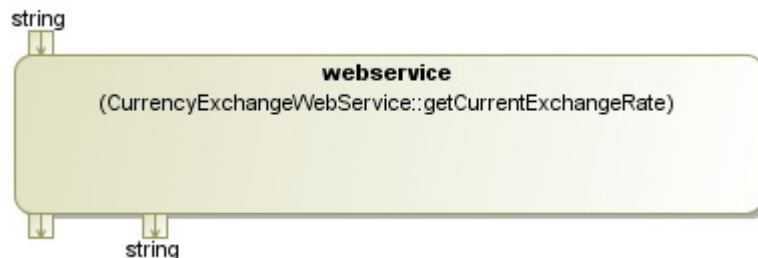 string
webservice
(CurrencyExchangeWebService::getCurrentExchangeRate)
string